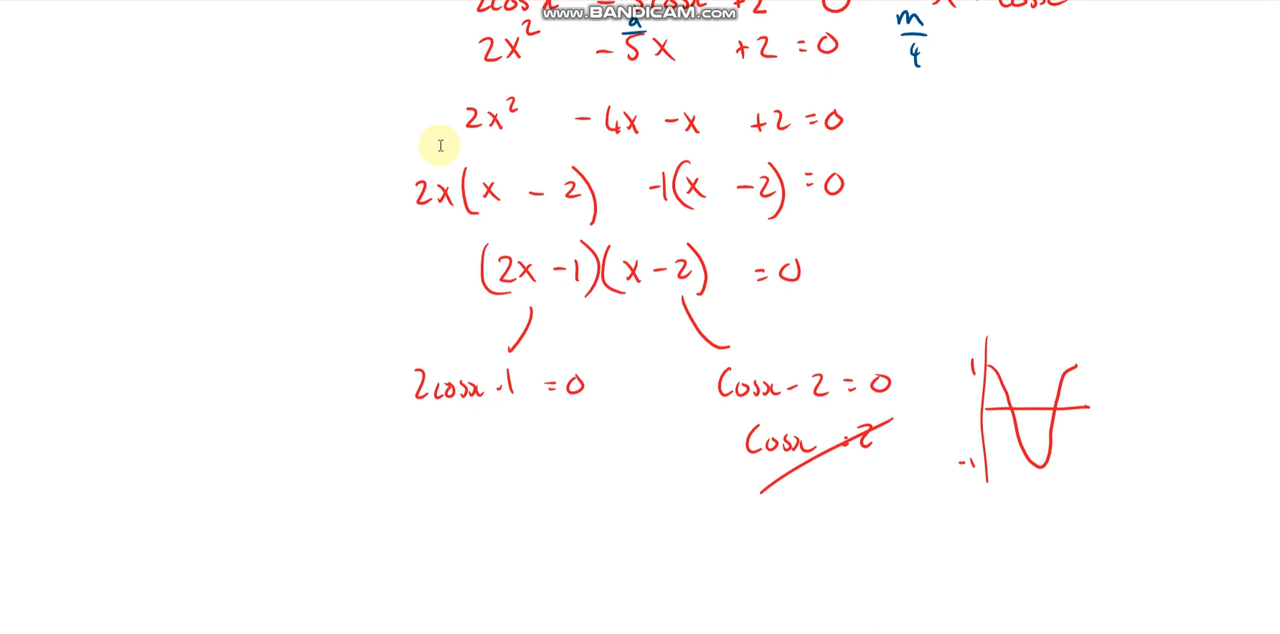 www.BANDICAM.com
a
m
2x² - 5x + 2 = 0
4
2x² - 4x - x + 2 = 0
2x(x - 2) -1(x - 2) = 0
(2x - 1)(x - 2) = 0
2cosx - 1 = 0
cosx - 2 = 0
1
cosx = 2
-1